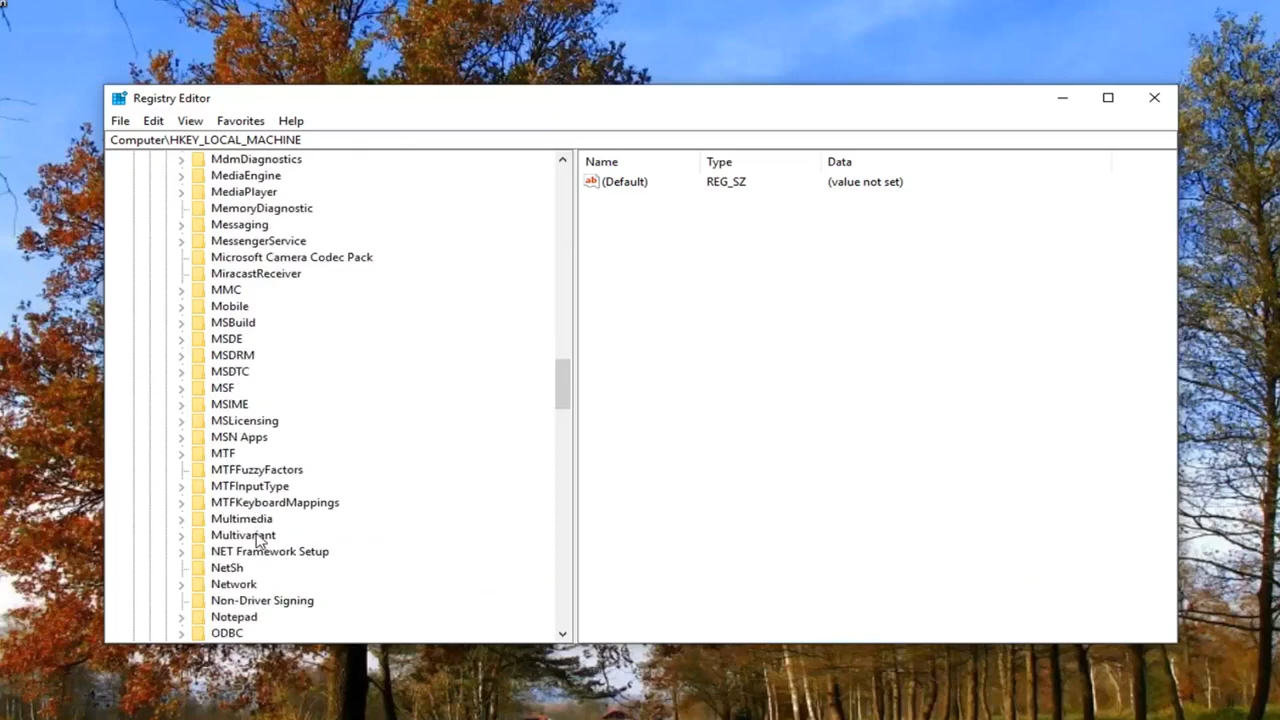 Registry Editor
File Edit View Favorites Help
Computer\HKEY_LOCAL_MACHINE
MdmDiagnostics
MediaEngine
MediaPlayer
MemoryDiagnostic
Messaging
MessengerService
Microsoft Camera Codec Pack
MiracastReceiver
MMC
Mobile
MSBuild
MSDE
MSDRM
MSDTC
MSF
MSIME
MSLicensing
MSN Apps
MTF
MTFFuzzyFactors
MTFInputType
MTFKeyboardMappings
Multimedia
Multivariant
NET Framework Setup
NetSh
Network
Non-Driver Signing
Notepad
ODBC
Name Type Data
ab (Default) REG_SZ (value not set)